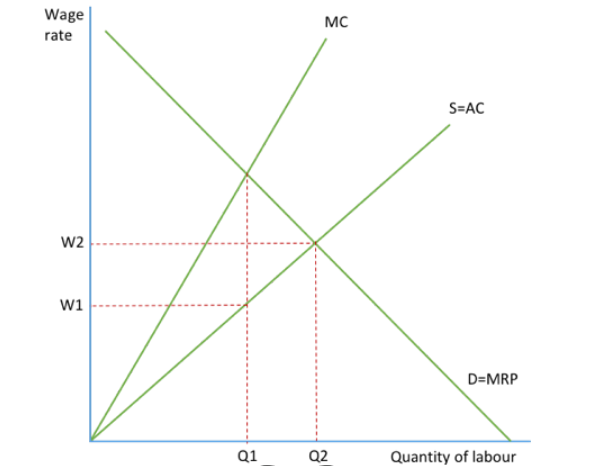 Wage
rate
MC
S=AC
W2
W1
D=MRP
Q1
Q2
Quantity of labour